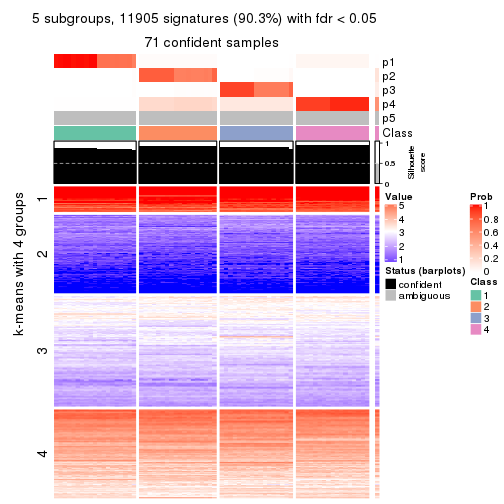 5 subgroups, 11905 signatures (90.3%) with fdr < 0.05
71 confident samples
p1
p2
p3
p4
p5
Class
1
0.5
0
Silhouette
score
k-means with 4 groups
1
2
3
4
Value
5
4
3
2
1
Status (barplots)
confident
ambiguous
Prob
1
0.8
0.6
0.4
0.2
0
Class
1
2
3
4